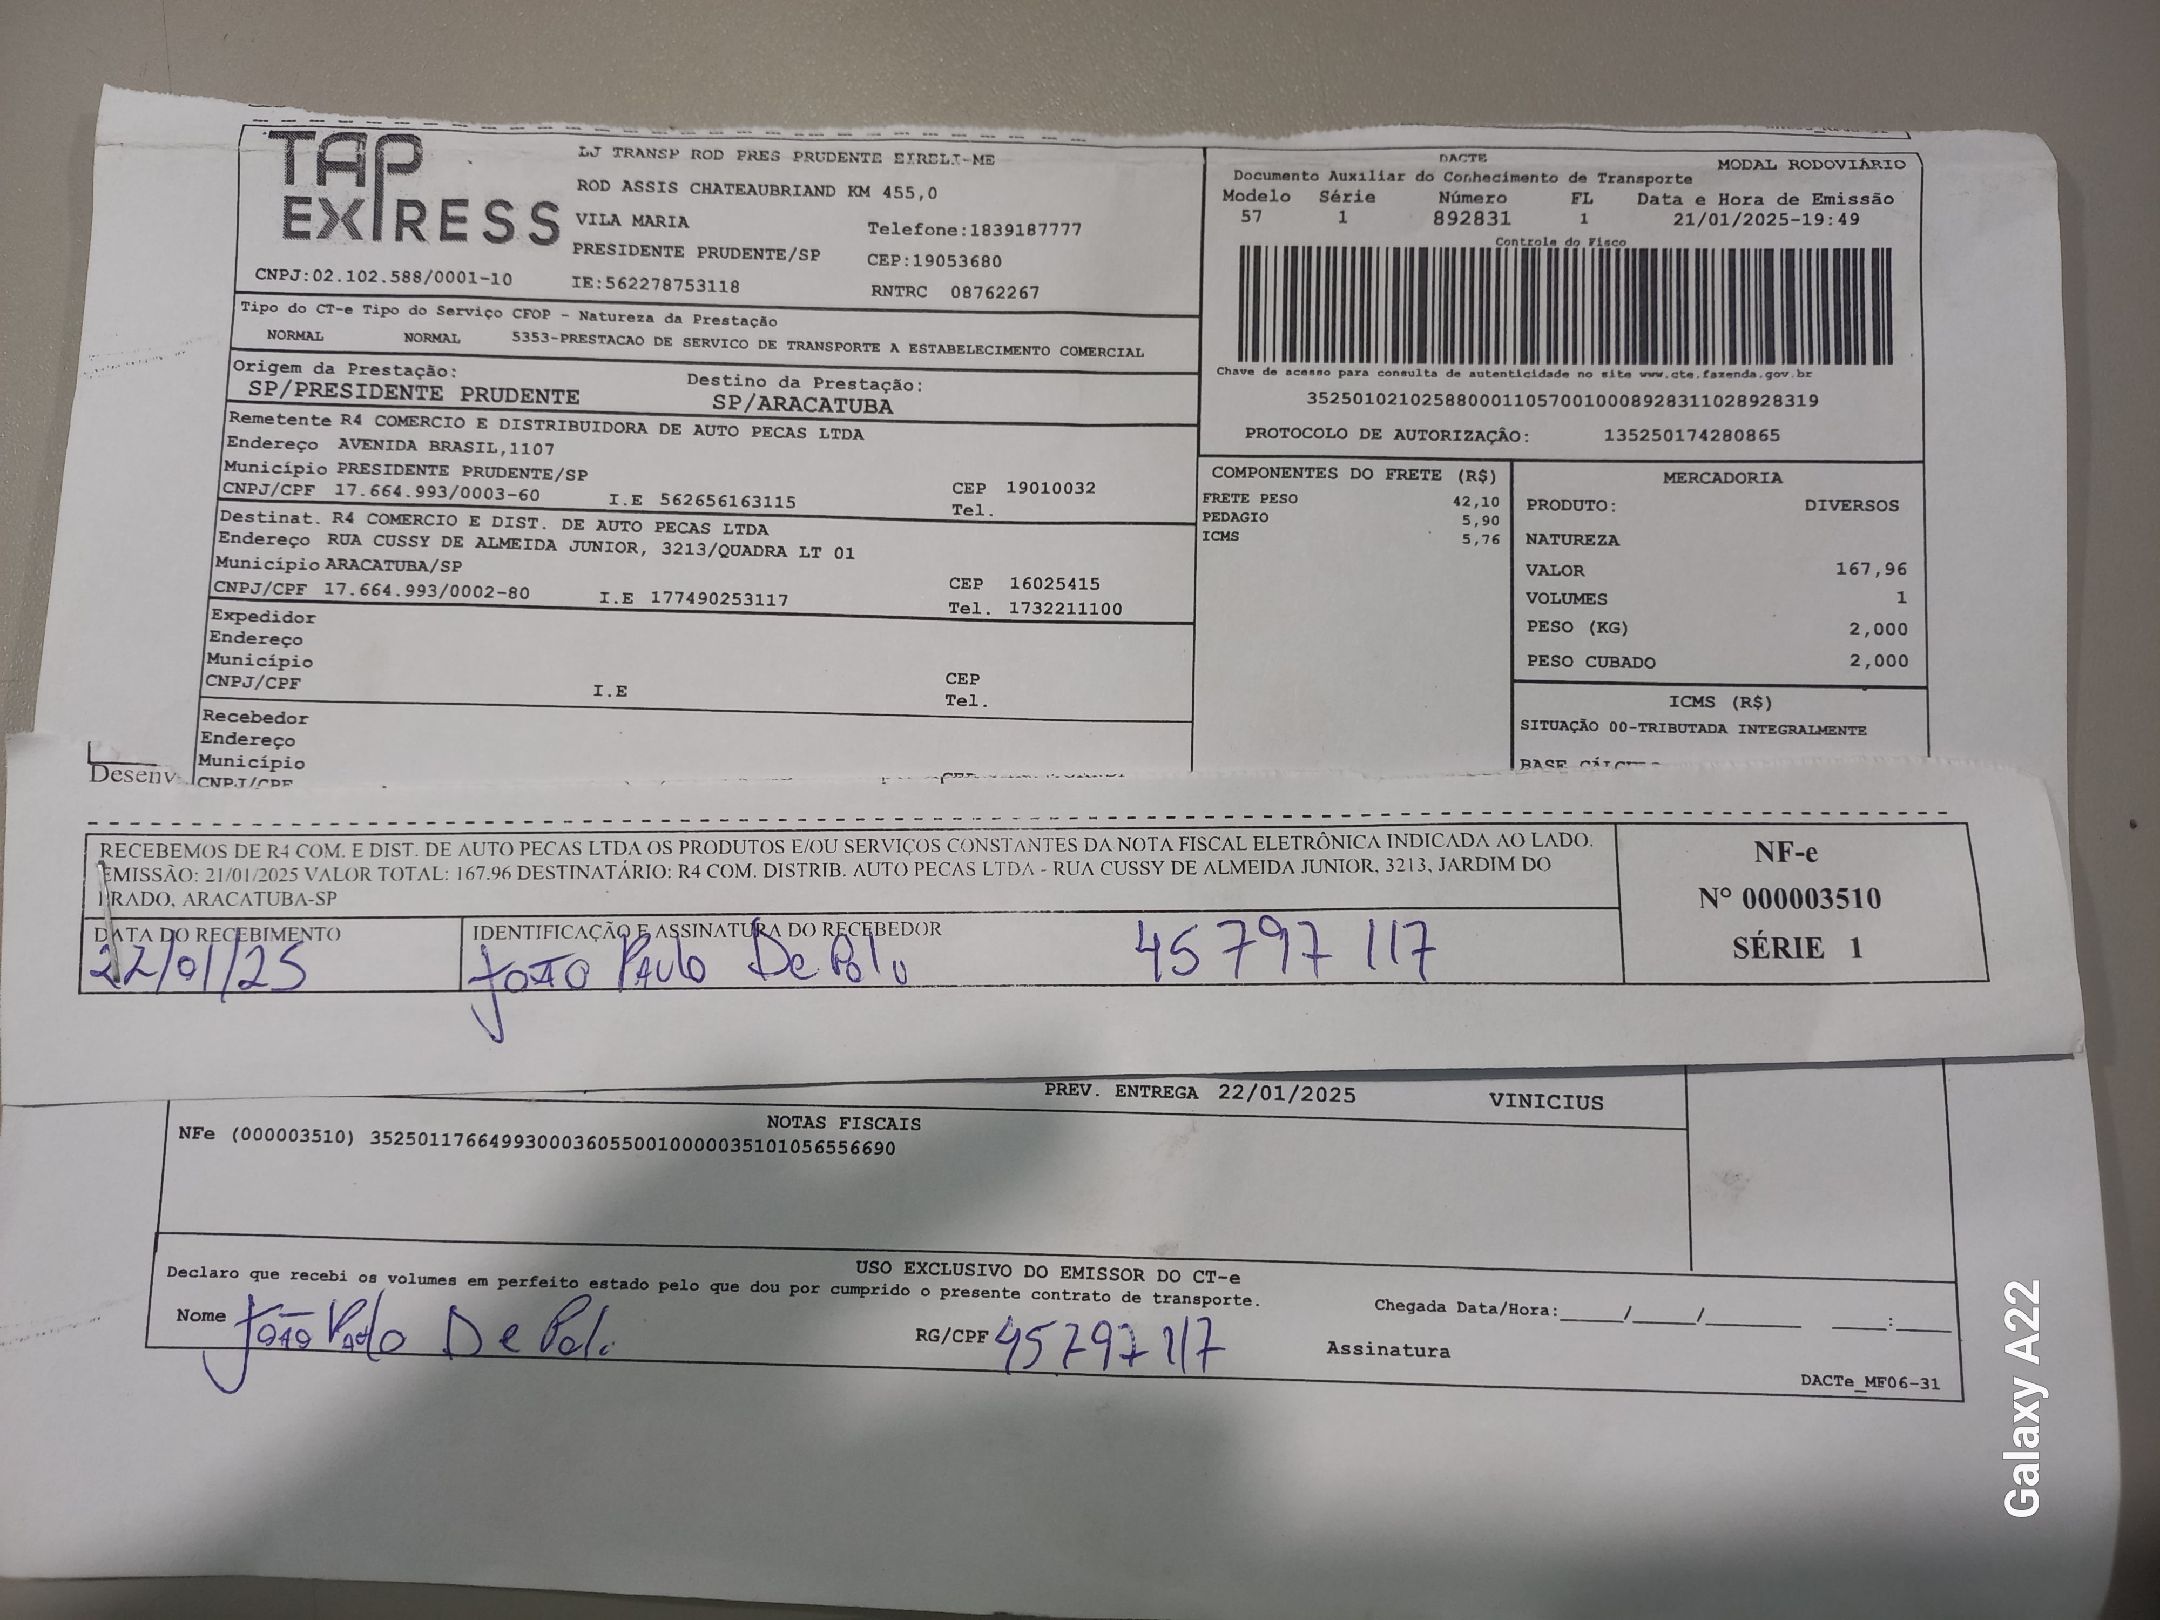 TAP
EXPRESS
LJ TRANSP ROD PRES PRUDENTE EIRELI-ME
ROD ASSIS CHATEAUBRIAND KM 455,0
VILA MARIA
Telefone:1839187777
PRESIDENTE PRUDENTE/SP
CEP:19053680
CNPJ:02.102.588/0001-10
IE:562278753118
RNTRC 08762267
DACTE
MODAL RODOVIÁRIO
Documento Auxiliar do Conhecimento de Transporte
Modelo Série Número FL Data e Hora de Emissão
57 1 892831 1 21/01/2025-19:49
Controle do Fisco
Chave de acesso para consulta de autenticidade no site www.cte.fazenda.gov.br
35250102102588000110570010008928311028928319
PROTOCOLO DE AUTORIZAÇÂO: 135250174280865
Tipo do CT-e Tipo do Serviço CFOP - Natureza da Prestação
NORMAL NORMAL 5353-PRESTACAO DE SERVICO DE TRANSPORTE A ESTABELECIMENTO COMERCIAL
Origem da Prestação: Destino da Prestação:
SP/PRESIDENTE PRUDENTE SP/ARACATUBA
Remetente R4 COMERCIO E DISTRIBUIDORA DE AUTO PECAS LTDA
Endereço AVENIDA BRASIL,1107
Município PRESIDENTE PRUDENTE/SP CEP 19010032
CNPJ/CPF 17.664.993/0003-60 I.E 562656163115 Tel.
Destinat. R4 COMERCIO E DIST. DE AUTO PECAS LTDA
Endereço RUA CUSSY DE ALMEIDA JUNIOR, 3213/QUADRA LT 01
Município ARACATUBA/SP CEP 16025415
CNPJ/CPF 17.664.993/0002-80 I.E 177490253117 Tel. 1732211100
Expedidor
Endereço
Município CEP
CNPJ/CPF I.E Tel.
Recebedor
Endereço
Município
CNPJ/CPF
COMPONENTES DO FRETE (R$)
FRETE PESO 42,10
PEDAGIO 5,90
ICMS 5,76
MERCADORIA
PRODUTO: DIVERSOS
NATUREZA
VALOR 167,96
VOLUMES 1
PESO (KG) 2,000
PESO CUBADO 2,000
ICMS (R$)
SITUAÇÃO 00-TRIBUTADA INTEGRALMENTE
BASE
Desenv
RECEBEMOS DE R4 COM. E DIST. DE AUTO PECAS LTDA OS PRODUTOS E/OU SERVIÇOS CONSTANTES DA NOTA FISCAL ELETRÔNICA INDICADA AO LADO.
EMISSÃO: 21/01/2025 VALOR TOTAL: 167.96 DESTINATÁRIO: R4 COM. DISTRIB. AUTO PECAS LTDA - RUA CUSSY DE ALMEIDA JUNIOR, 3213, JARDIM DO
PRADO, ARACATUBA-SP
NF-e
Nº 000003510
SÉRIE 1
DATA DO RECEBIMENTO
22/01/25
IDENTIFICAÇÃO E ASSINATURA DO RECEBEDOR
João Paulo De Poli 45797117
PREV. ENTREGA 22/01/2025 VINICIUS
NOTAS FISCAIS
NFe (000003510) 35250117664993000360550010000035101056556690
USO EXCLUSIVO DO EMISSOR DO CT-e
Declaro que recebi os volumes em perfeito estado pelo que dou por cumprido o presente contrato de transporte.
Chegada Data/Hora:_____/_____/_______ ____:____
Nome João Paulo De Poli RG/CPF 45797117 Assinatura
DACTe_MF06-31
Galaxy A22